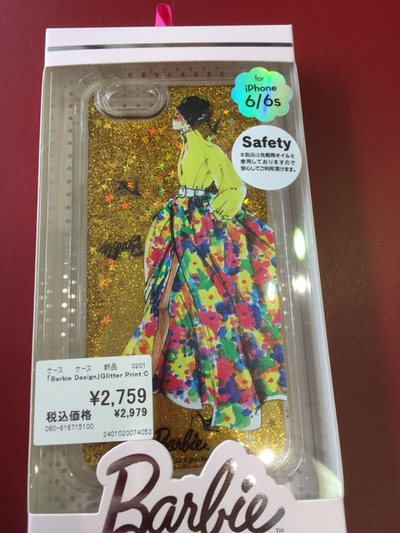 for
iPhone
6/6s
Safety
本製品は化粧用オイルを
使用しておりますので
安心してご利用頂けます。
ケース ケース 新品 0201
「Barbie Design」Glitter Print C
¥2,759
税込価格 ¥2,979
060-616715100
2401020074053
Barbie.
Barbie
TM